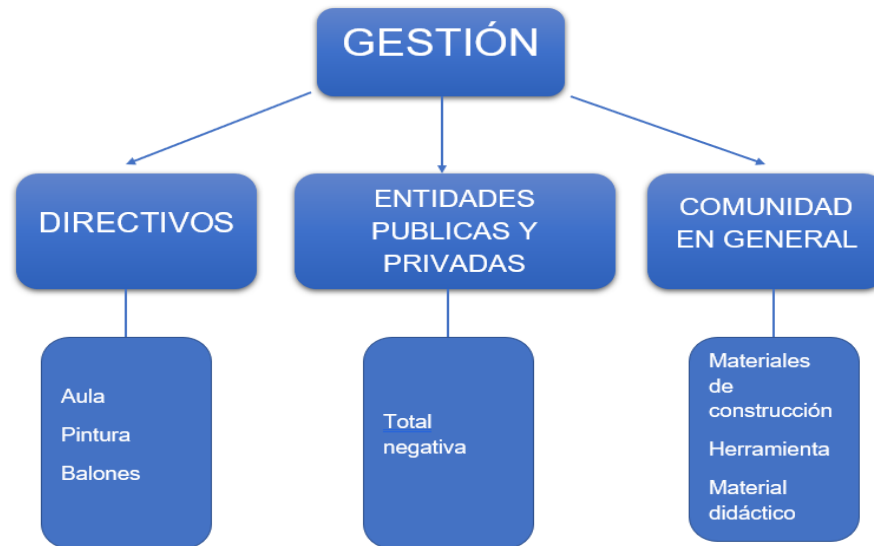 GESTIÓN
DIRECTIVOS
ENTIDADES
PUBLICAS Y
PRIVADAS
COMUNIDAD
EN GENERAL
Aula
Pintura
Balones
Total
negativa
Materiales
de
construcción
Herramienta
Material
didáctico